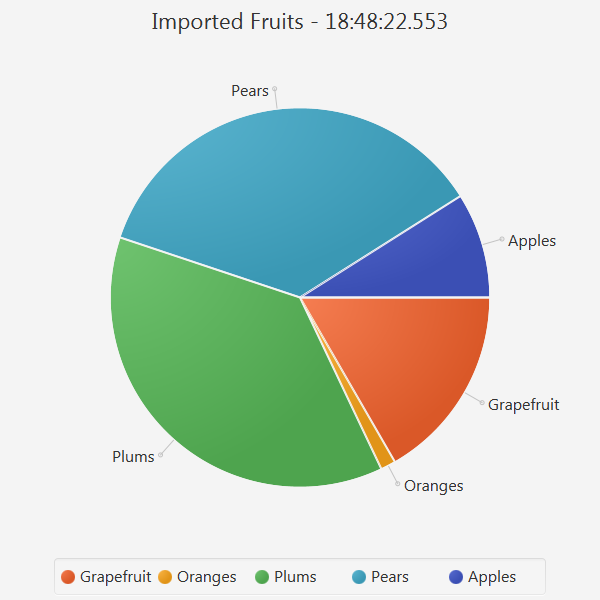 Imported Fruits - 18:48:22.553
Pears
Apples
Grapefruit
Plums
Oranges
Grapefruit Oranges Plums Pears Apples